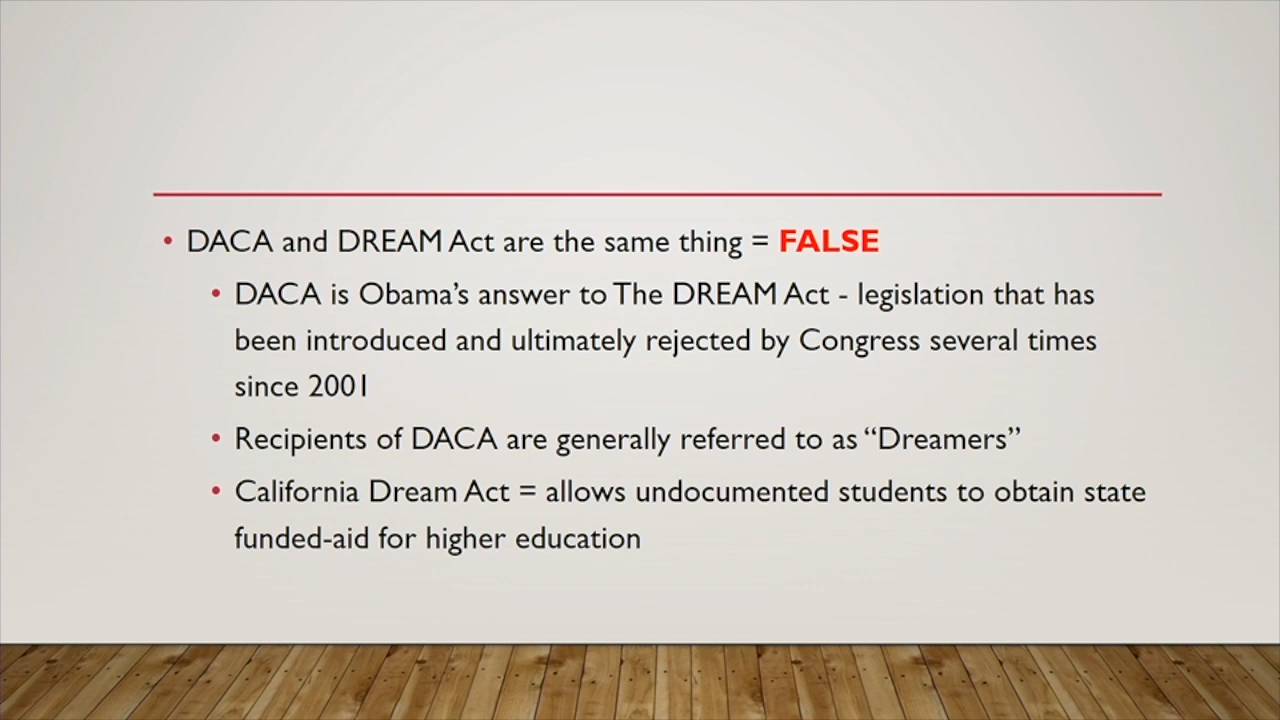 • DACA and DREAM Act are the same thing = FALSE
• DACA is Obama’s answer to The DREAM Act - legislation that has
been introduced and ultimately rejected by Congress several times
since 2001
• Recipients of DACA are generally referred to as “Dreamers”
• California Dream Act = allows undocumented students to obtain state
funded-aid for higher education